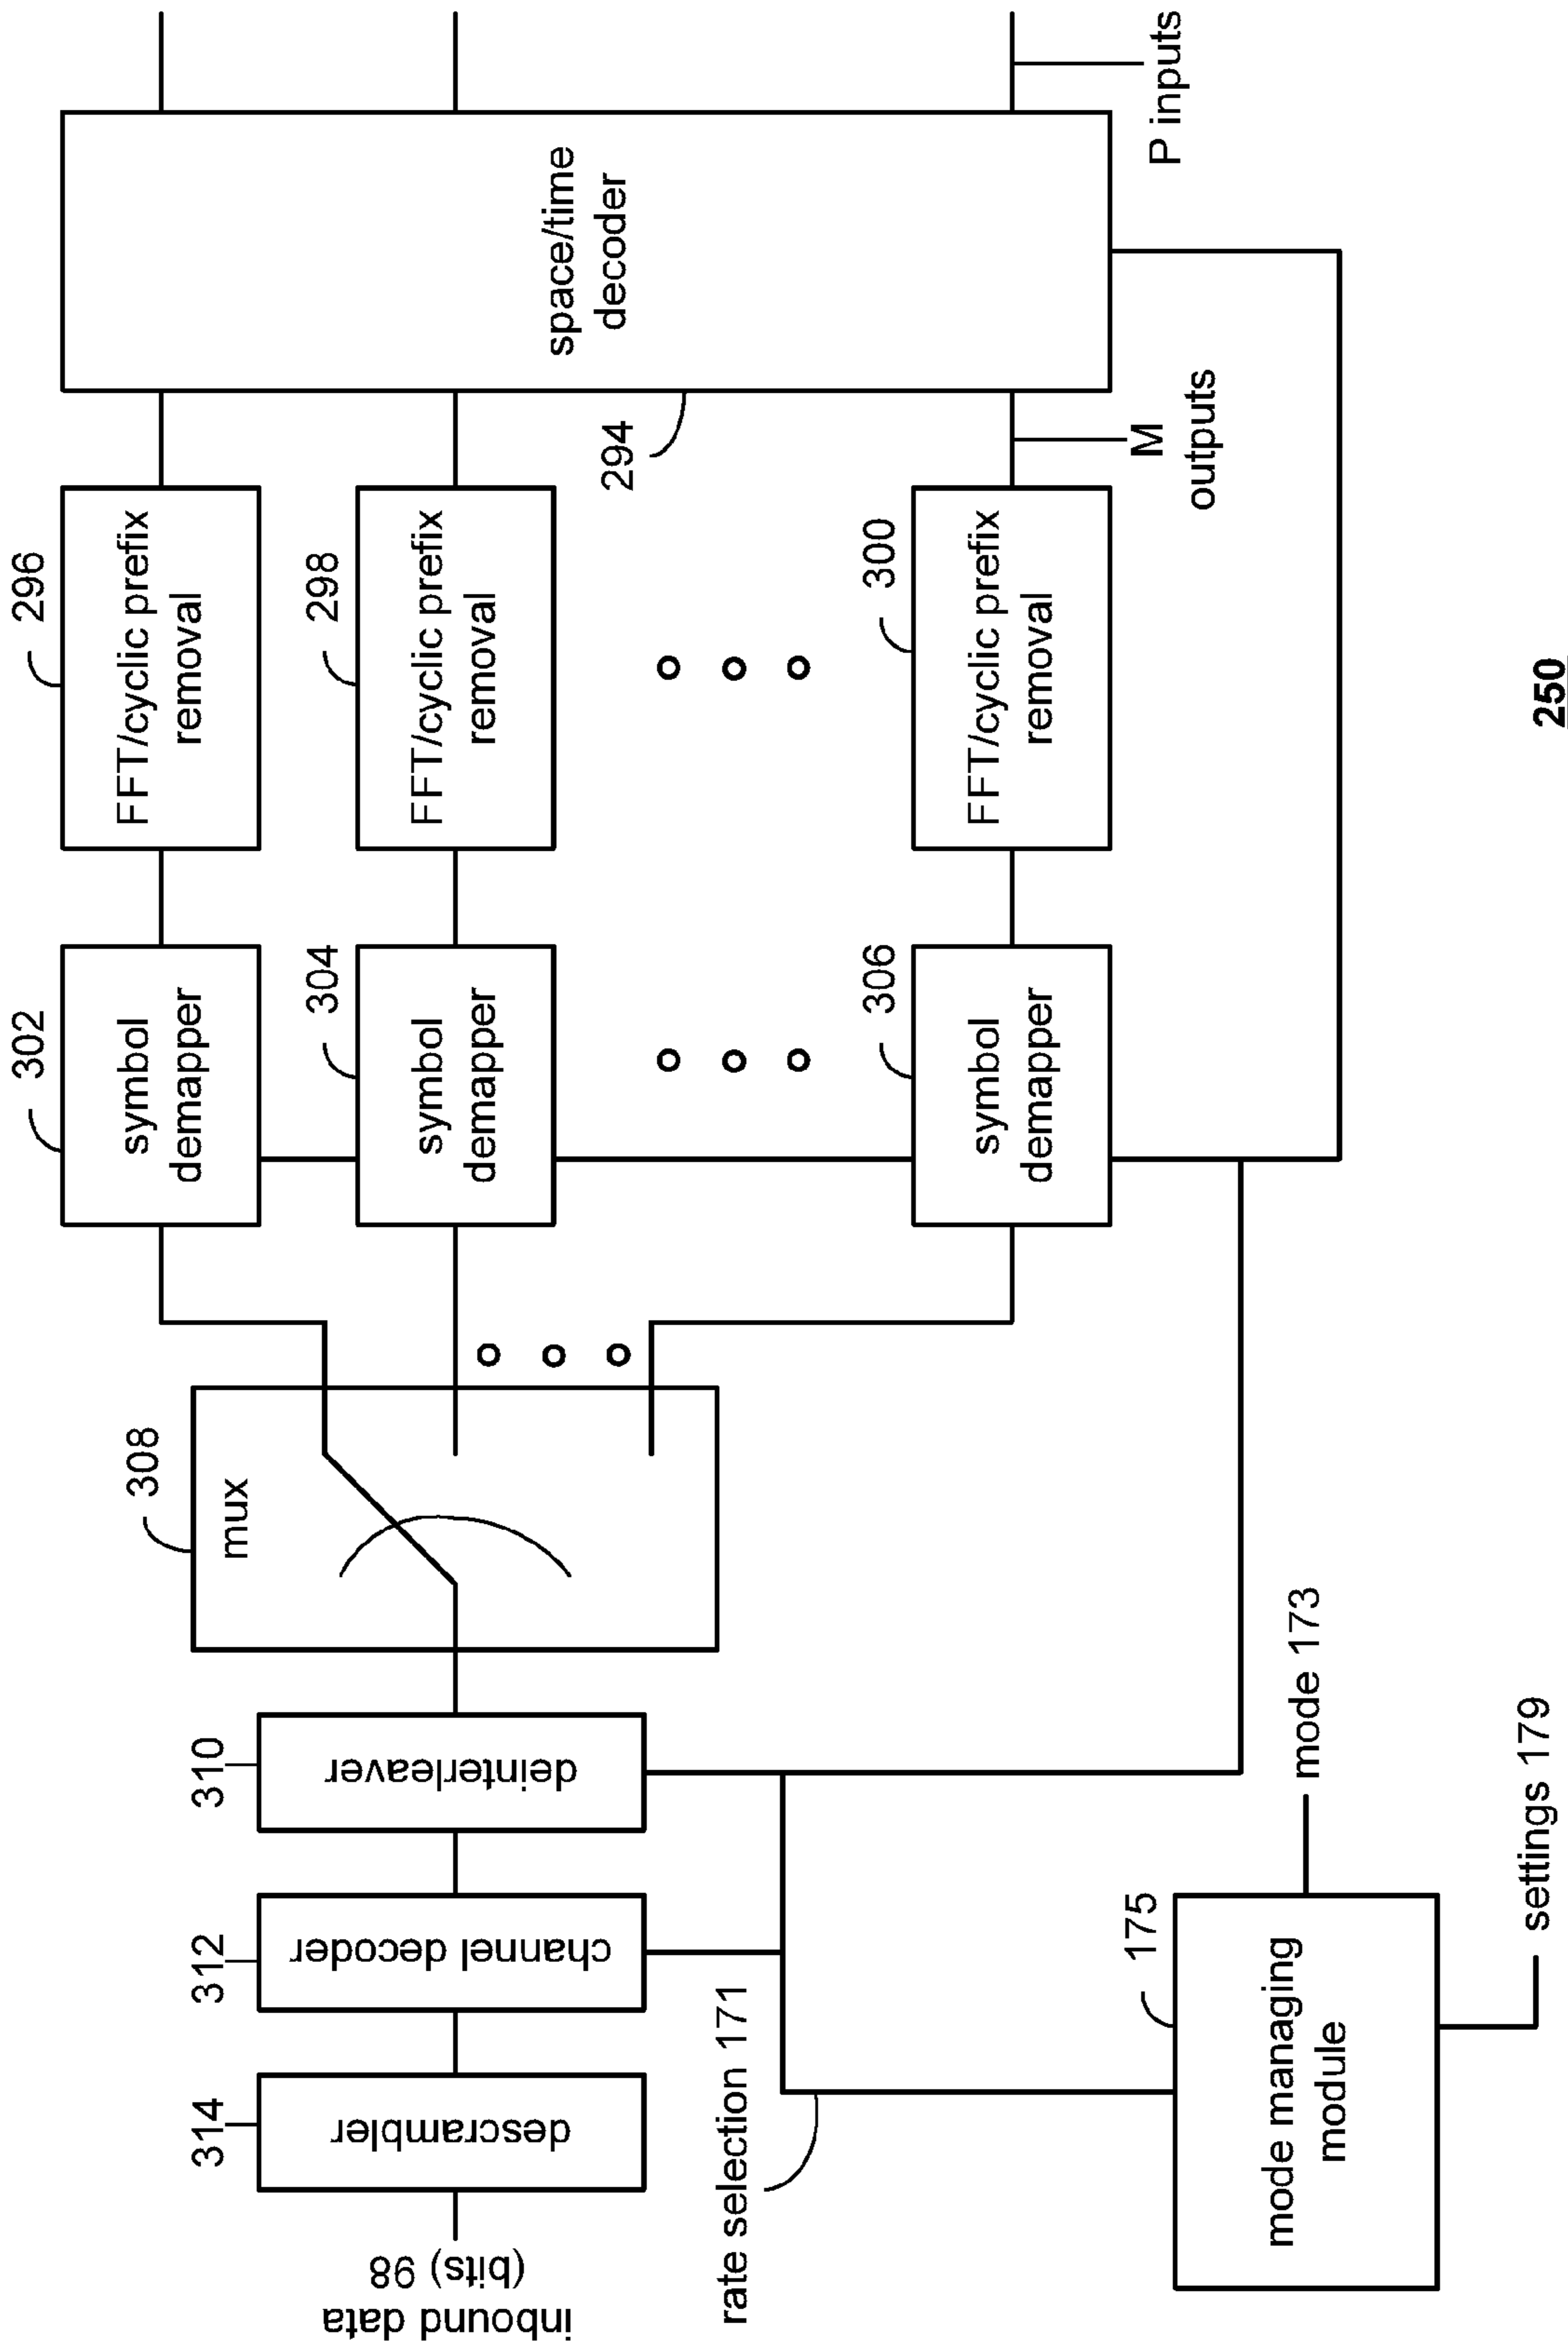 inbound data
(bits) 98
314
descrambler
312
channel decoder
310
deinterleaver
308
mux
302
symbol
demapper
304
symbol
demapper
306
symbol
demapper
296
FFT/cyclic prefix
removal
298
FFT/cyclic prefix
removal
300
FFT/cyclic prefix
removal
294
space/time
decoder
M
outputs
P inputs
rate selection 171
175
mode managing
module
mode 173
settings 179
250